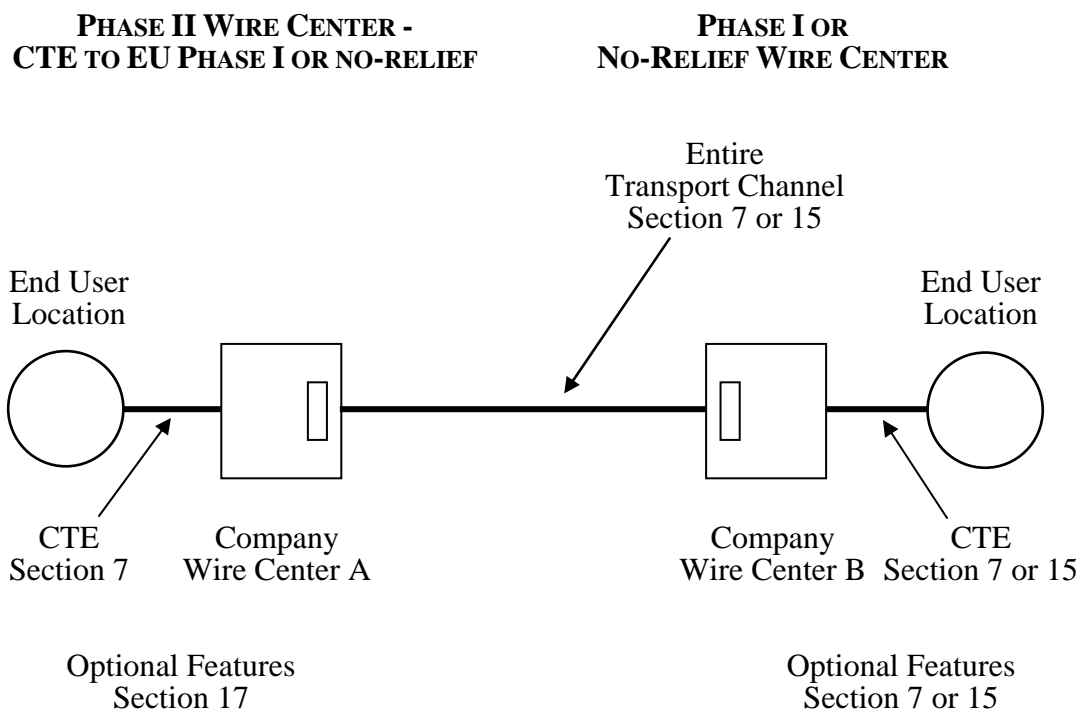 PHASE II WIRE CENTER -
CTE TO EU PHASE I OR NO-RELIEF
PHASE I OR
NO-RELIEF WIRE CENTER
Entire
Transport Channel
Section 7 or 15
End User
Location
End User
Location
CTE
Section 7
Company
Wire Center A
Company
Wire Center B
CTE
Section 7 or 15
Optional Features
Section 17
Optional Features
Section 7 or 15